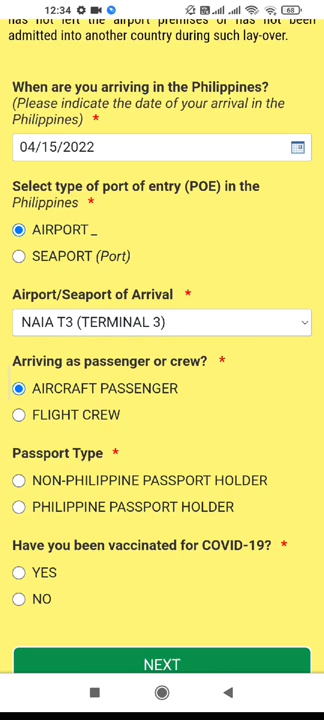 12:34
68
has not left the airport premises or has not been
admitted into another country during such lay-over.
When are you arriving in the Philippines?
(Please indicate the date of your arrival in the
Philippines) *
04/15/2022
Select type of port of entry (POE) in the
Philippines *
AIRPORT _
SEAPORT (Port)
Airport/Seaport of Arrival *
NAIA T3 (TERMINAL 3)
Arriving as passenger or crew? *
AIRCRAFT PASSENGER
FLIGHT CREW
Passport Type *
NON-PHILIPPINE PASSPORT HOLDER
PHILIPPINE PASSPORT HOLDER
Have you been vaccinated for COVID-19? *
YES
NO
NEXT